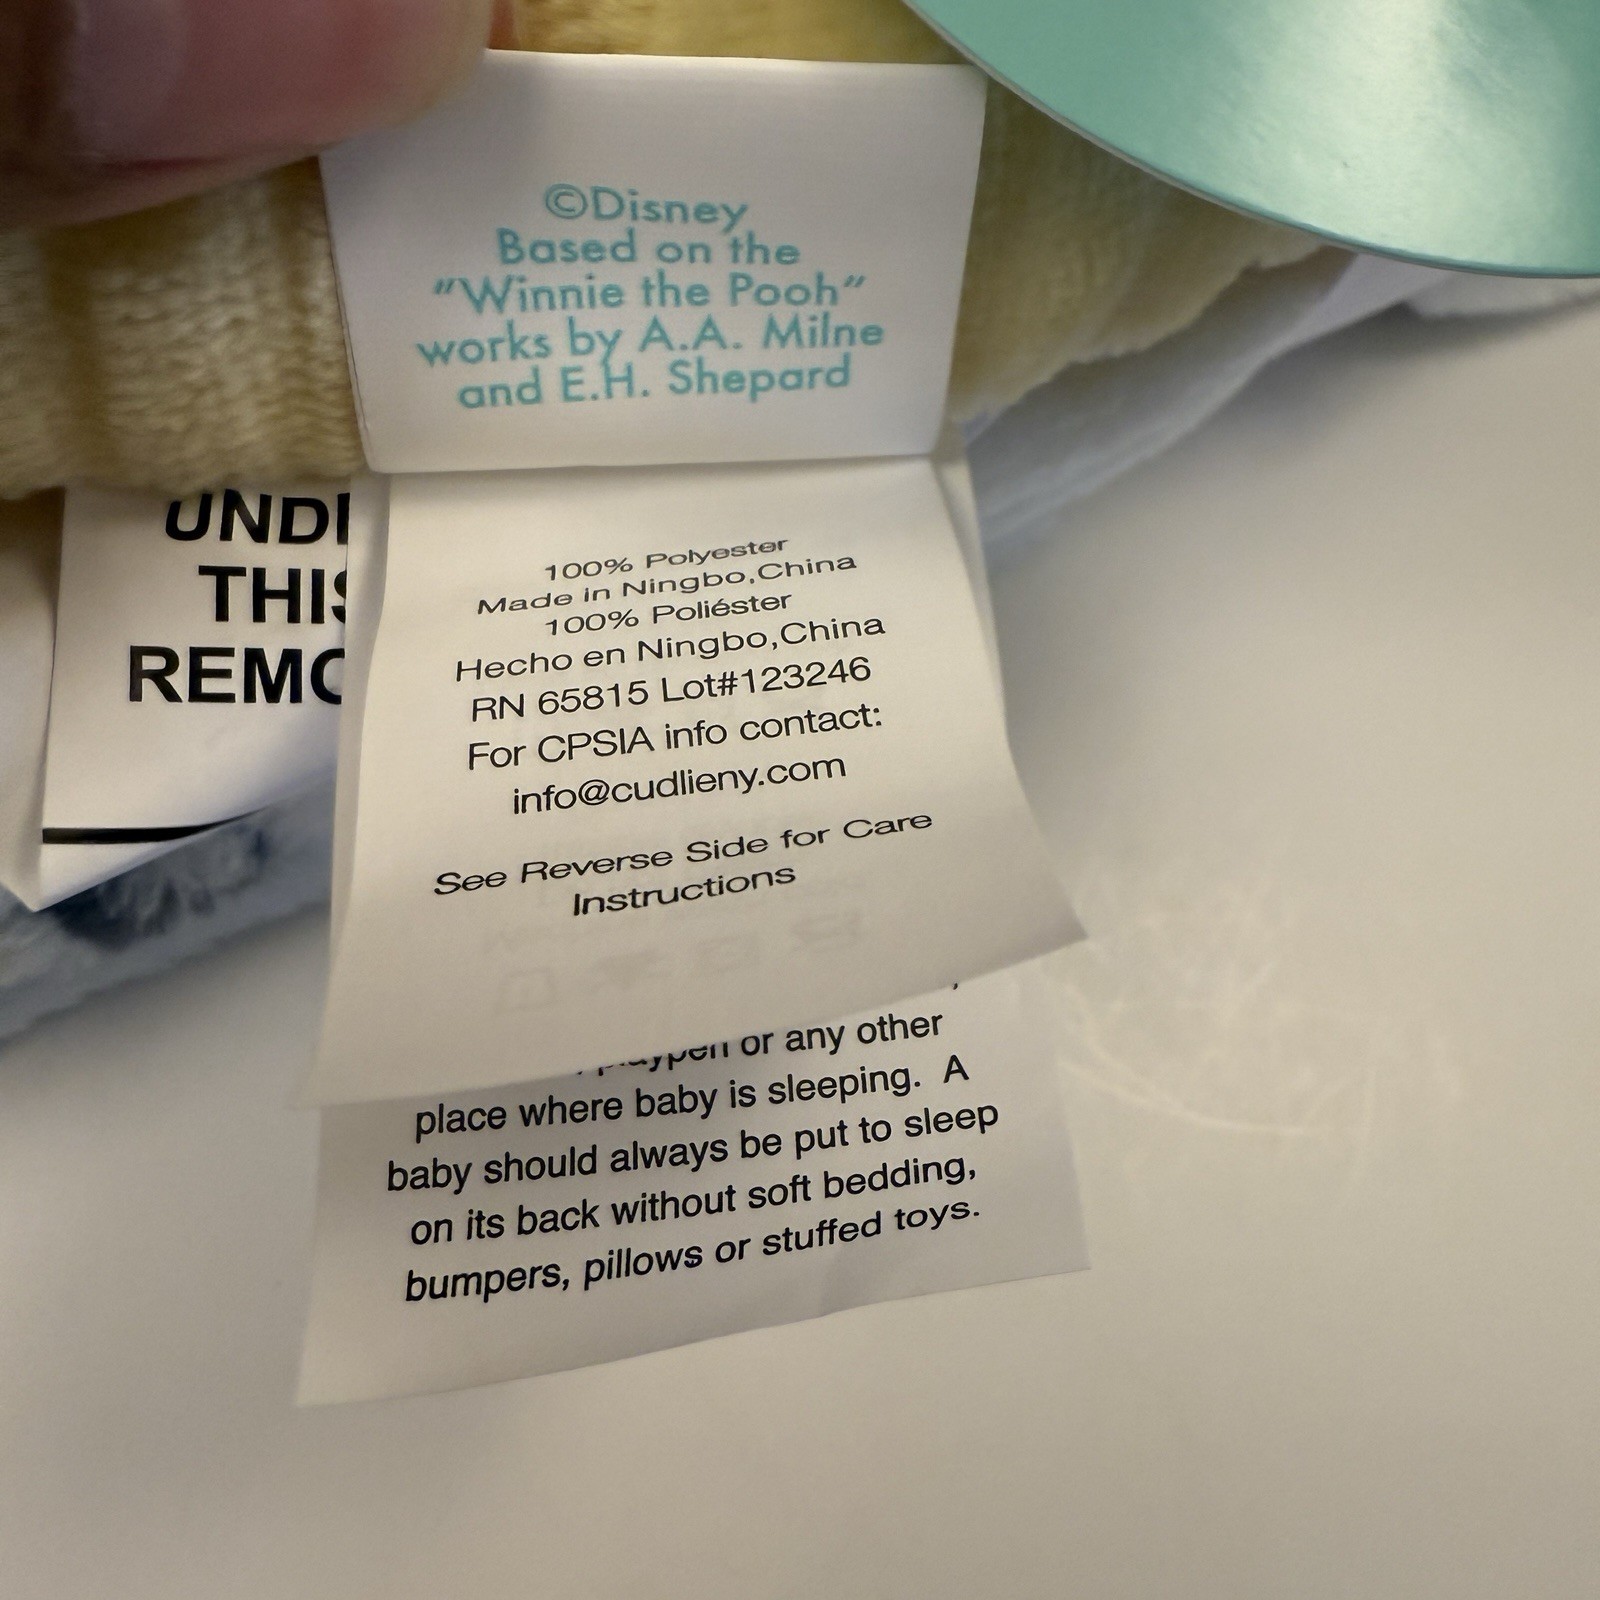 ©Disney
Based on the
"Winnie the Pooh"
works by A.A. Milne
and E.H. Shepard
THIS
100% Polyester
Made in Ningbo,China
100% Poliéster
Hecho en Ningbo,China
RN 65815 Lot#123246
For CPSIA info contact:
info@cudlieny.com
See Reverse Side for Care
Instructions
playpen or any other
place where baby is sleeping. A
baby should always be put to sleep
on its back without soft bedding,
bumpers, pillows or stuffed toys.